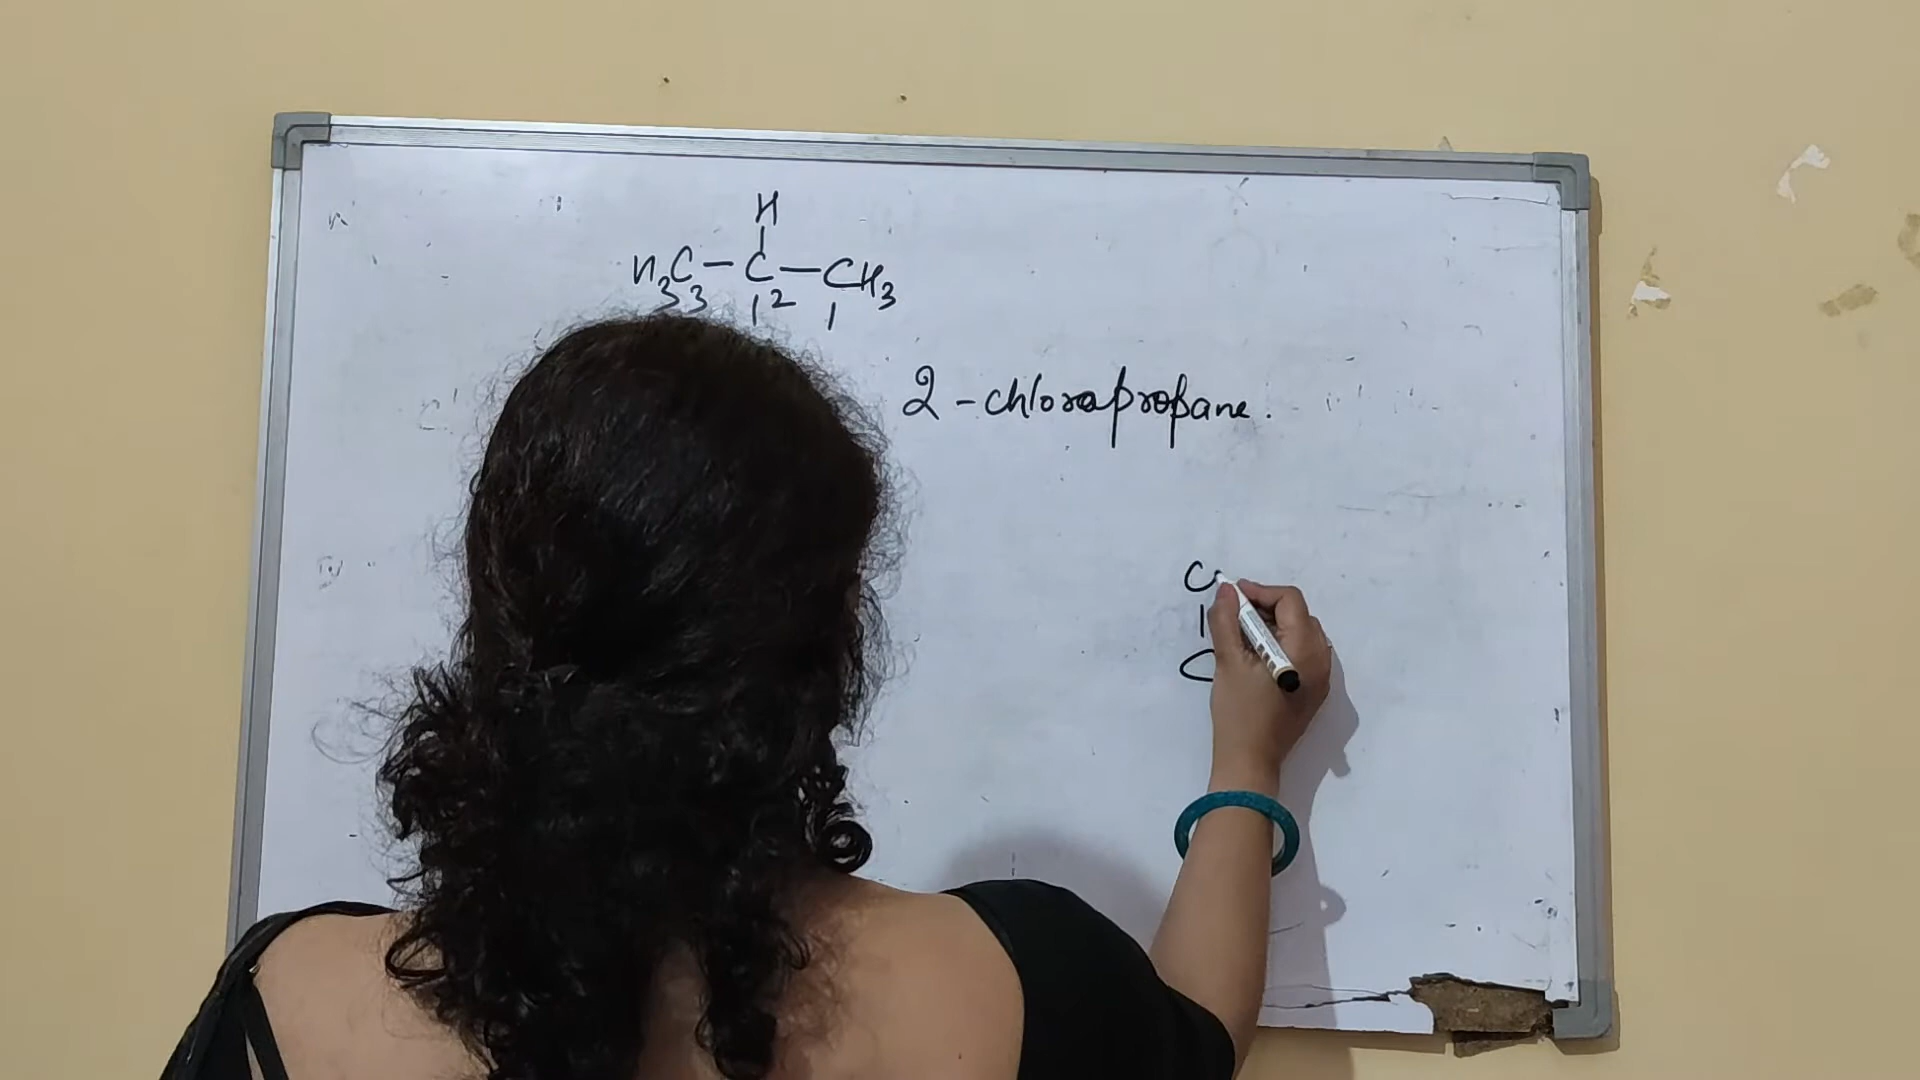 H
|
H3C-C-CH3
3 | 2 1
2-chloropropane.
C
|
C